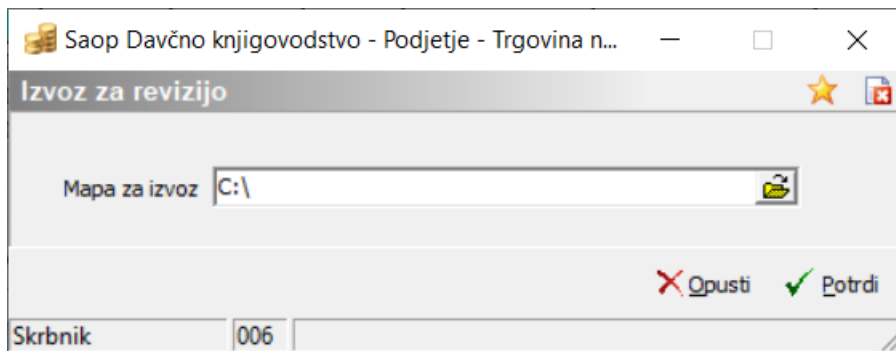 Saop Davčno knjigovodstvo - Podjetje - Trgovina n...
Izvoz za revizijo
Mapa za izvoz C:\
Opusti Potrdi
Skrbnik 006